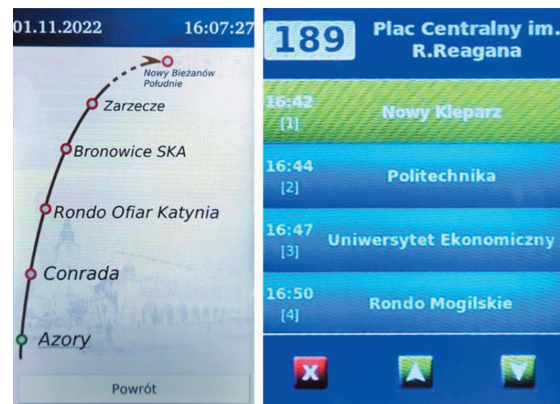 01.11.2022 16:07:27
Nowy Bieżanów
Południe
Zarzecze
Bronowice SKA
Rondo Ofiar Katynia
Conrada
Azory
Powrót
189 Plac Centralny im.
R.Reagana
16:42
[1]
Nowy Kleparz
16:44
[2]
Politechnika
16:47
[3]
Uniwersytet Ekonomiczny
16:50
[4]
Rondo Mogilskie
X